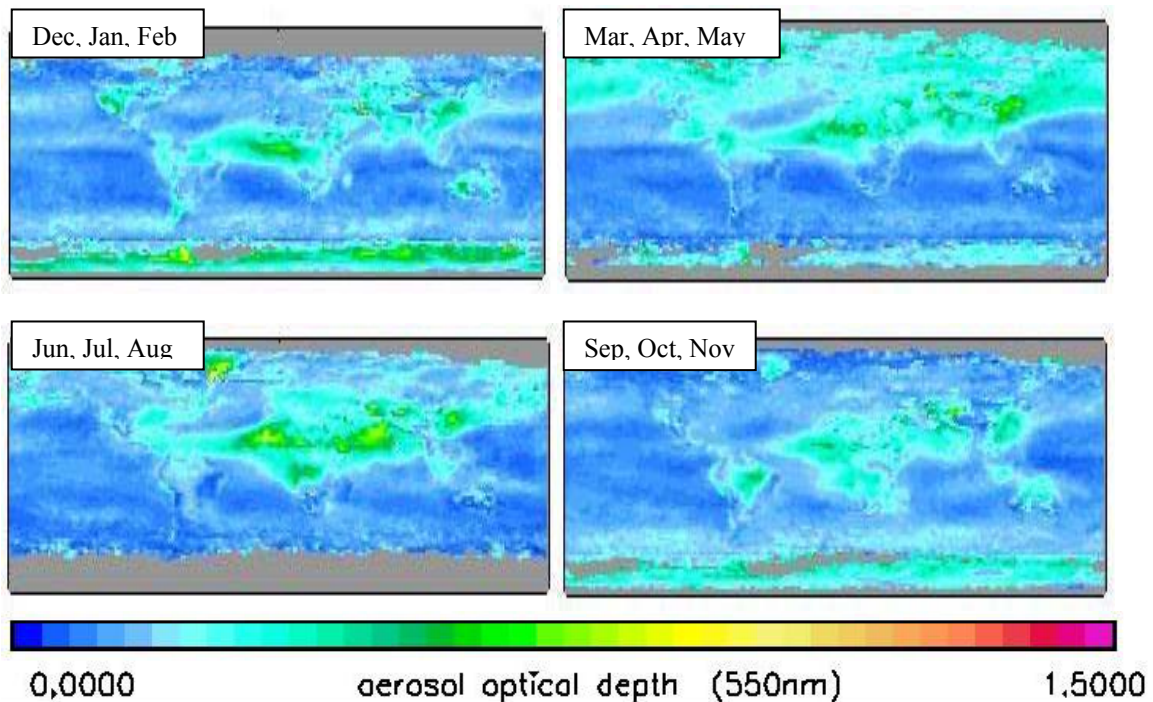 Dec, Jan, Feb
Mar, Apr, May
Jun, Jul, Aug
Sep, Oct, Nov
0,0000 aerosol optical depth (550nm) 1,5000